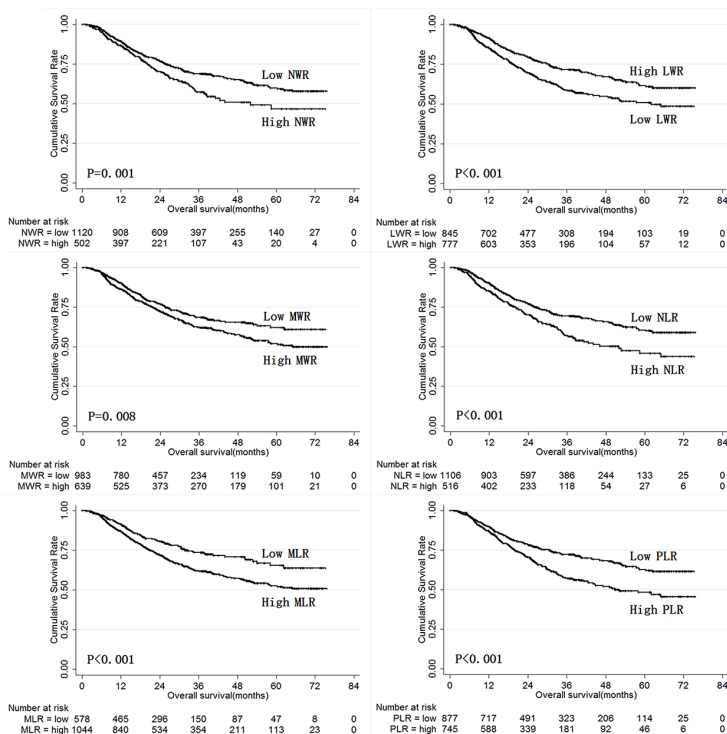 Cumulative Survival Rate
1.00
0.75
0.50
0.25
0.00
Low NWR
High NWR
P=0.001
0 12 24 36 48 60 72 84
Overall survival(months)
Number at risk
NWR = low 1120 908 609 397 255 140 27 0
NWR = high 502 397 221 107 43 20 4 0
Cumulative Survival Rate
1.00
0.75
0.50
0.25
0.00
High LWR
Low LWR
P<0.001
0 12 24 36 48 60 72 84
Overall survival(months)
Number at risk
LWR = low 845 702 477 308 194 103 19 0
LWR = high 777 603 353 196 104 57 12 0
Cumulative Survival Rate
1.00
0.75
0.50
0.25
0.00
Low MWR
High MWR
P=0.008
0 12 24 36 48 60 72 84
Overall survival(months)
Number at risk
MWR = low 983 780 457 234 119 59 10 0
MWR = high 639 525 373 270 179 101 21 0
Cumulative Survival Rate
1.00
0.75
0.50
0.25
0.00
Low NLR
High NLR
P<0.001
0 12 24 36 48 60 72 84
Overall survival(months)
Number at risk
NLR = low 1106 903 597 386 244 133 25 0
NLR = high 516 402 233 118 54 27 6 0
Cumulative Survival Rate
1.00
0.75
0.50
0.25
0.00
Low MLR
High MLR
P<0.001
0 12 24 36 48 60 72 84
Overall survival(months)
Number at risk
MLR = low 578 465 296 150 87 47 8 0
MLR = high 1044 840 534 354 211 113 23 0
Cumulative Survival Rate
1.00
0.75
0.50
0.25
0.00
Low PLR
High PLR
P<0.001
0 12 24 36 48 60 72 84
Overall survival(months)
Number at risk
PLR = low 877 717 491 323 206 114 25 0
PLR = high 745 588 339 181 92 46 6 0